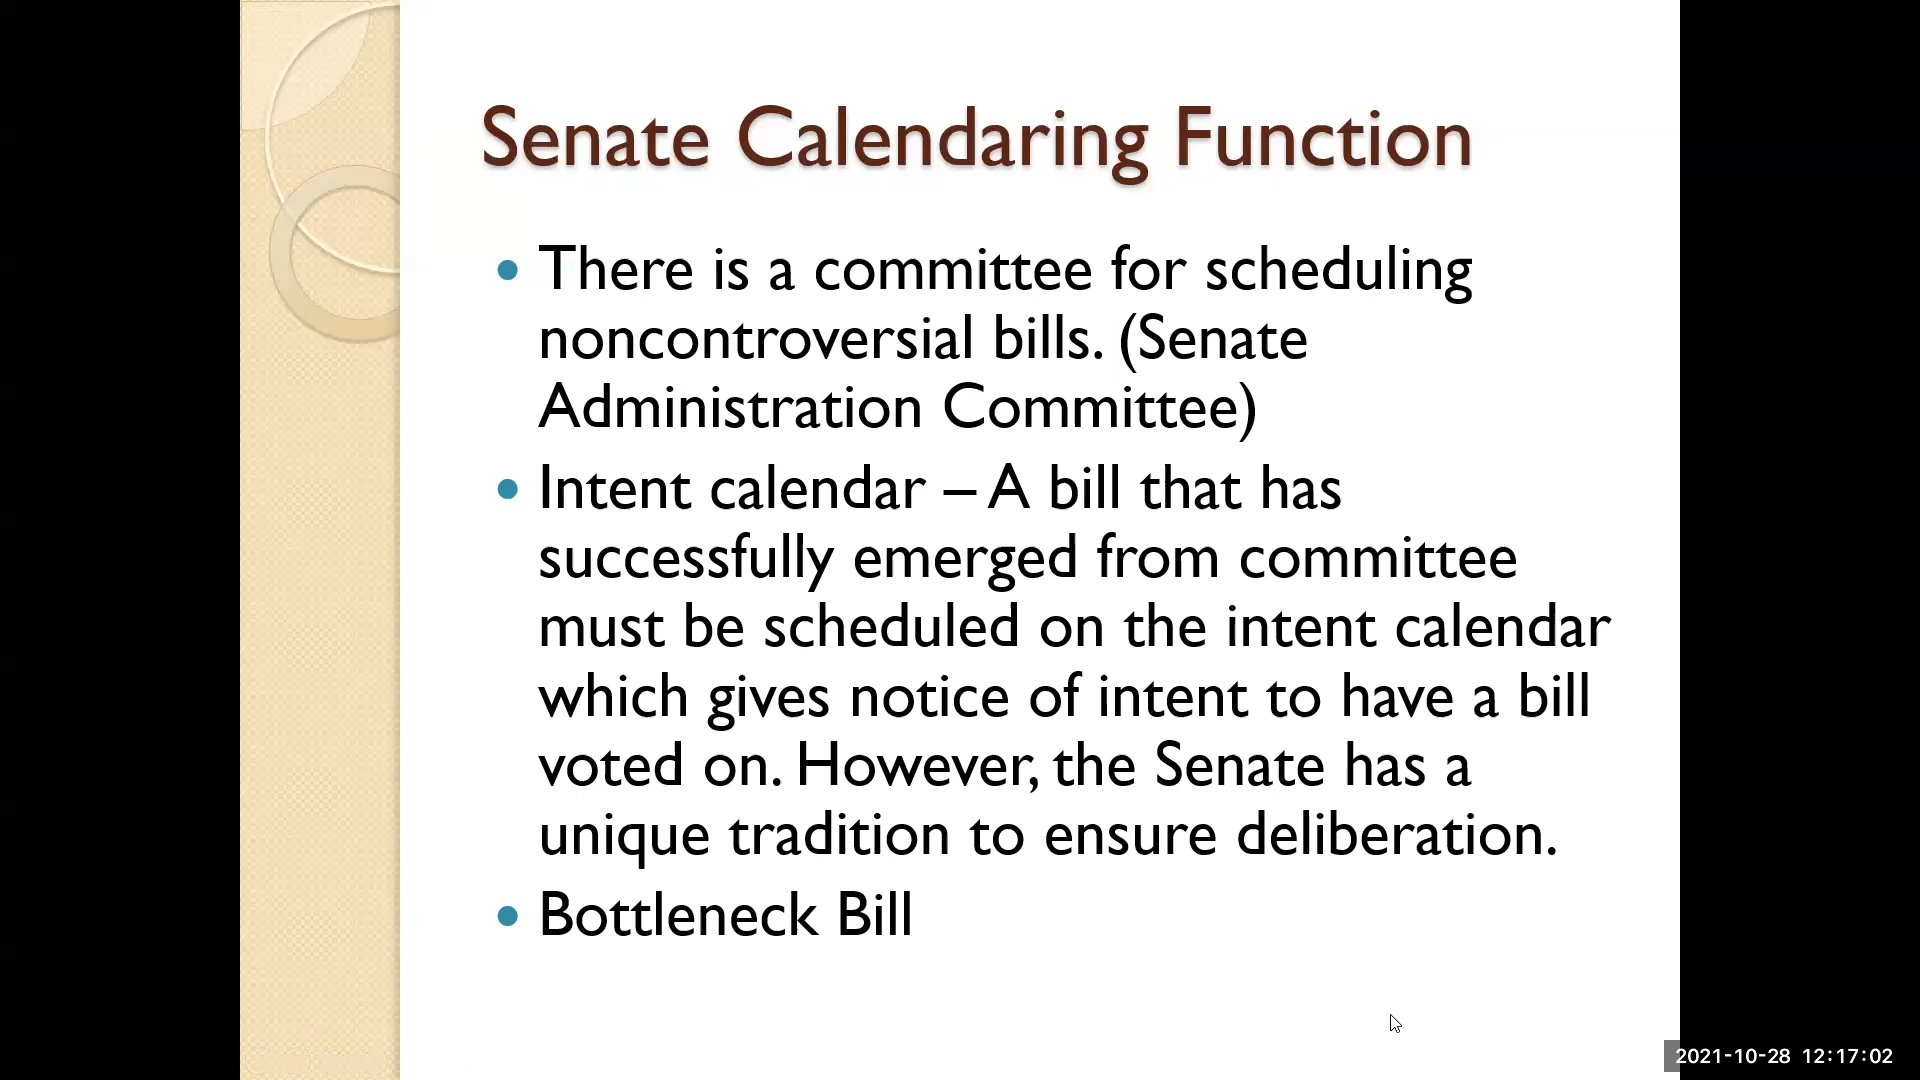 Senate Calendaring Function
• There is a committee for scheduling
noncontroversial bills. (Senate
Administration Committee)
• Intent calendar – A bill that has
successfully emerged from committee
must be scheduled on the intent calendar
which gives notice of intent to have a bill
voted on. However, the Senate has a
unique tradition to ensure deliberation.
• Bottleneck Bill
2021-10-28 12:17:02